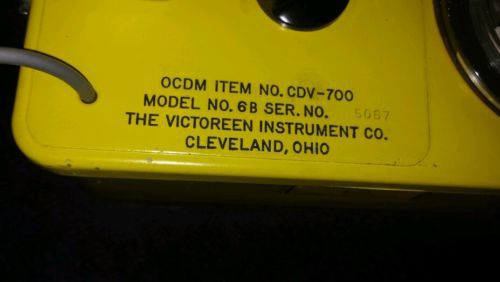 OCDM ITEM NO. CDV-700
MODEL NO. 6B SER. NO. 5067
THE VICTOREEN INSTRUMENT CO.
CLEVELAND, OHIO